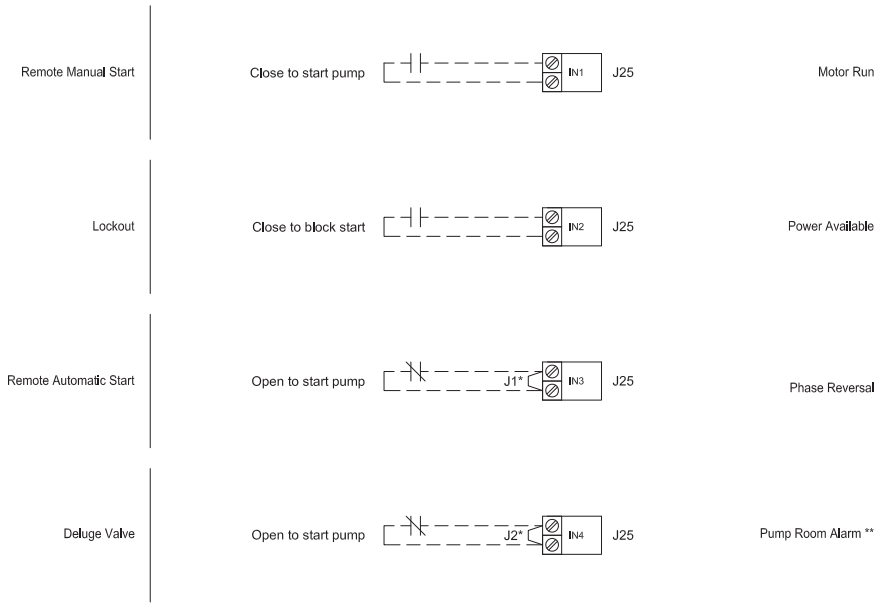 Remote Manual Start
Close to start pump
IN1
J25
Motor Run
Lockout
Close to block start
IN2
J25
Power Available
Remote Automatic Start
Open to start pump
J1*
IN3
J25
Phase Reversal
Deluge Valve
Open to start pump
J2*
IN4
J25
Pump Room Alarm **